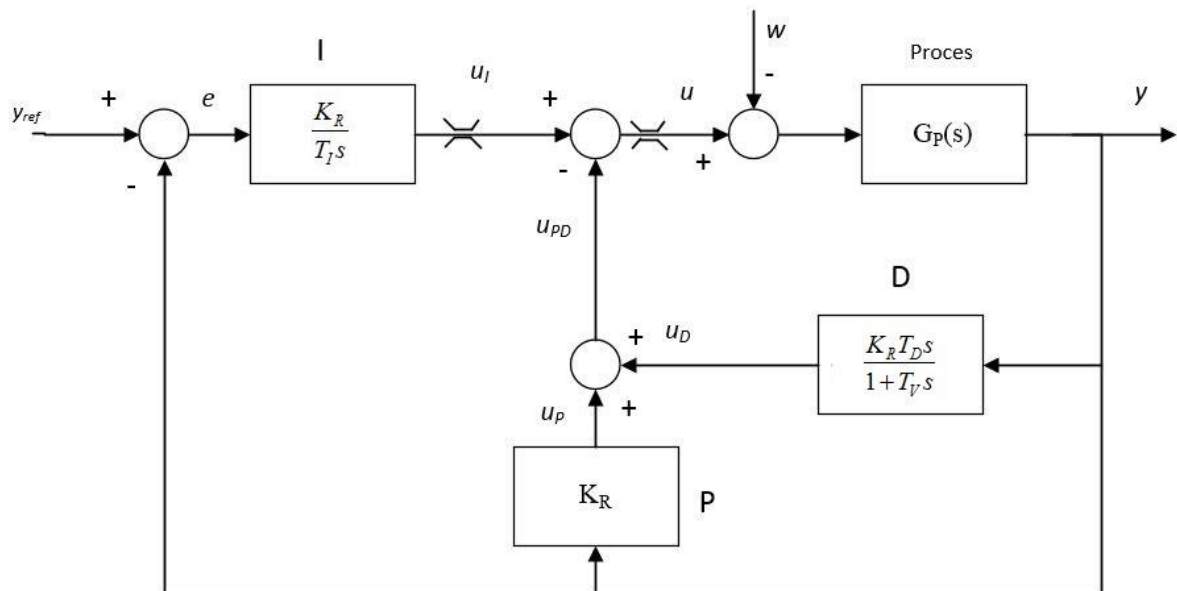 w
I
u_I
Proces
y_ref
+
e
K_R
T_I s
+
u
-
y
G_P(s)
-
-
+
u_PD
D
+
u_D
K_R T_D s
1 + T_V s
u_P
+
K_R
P